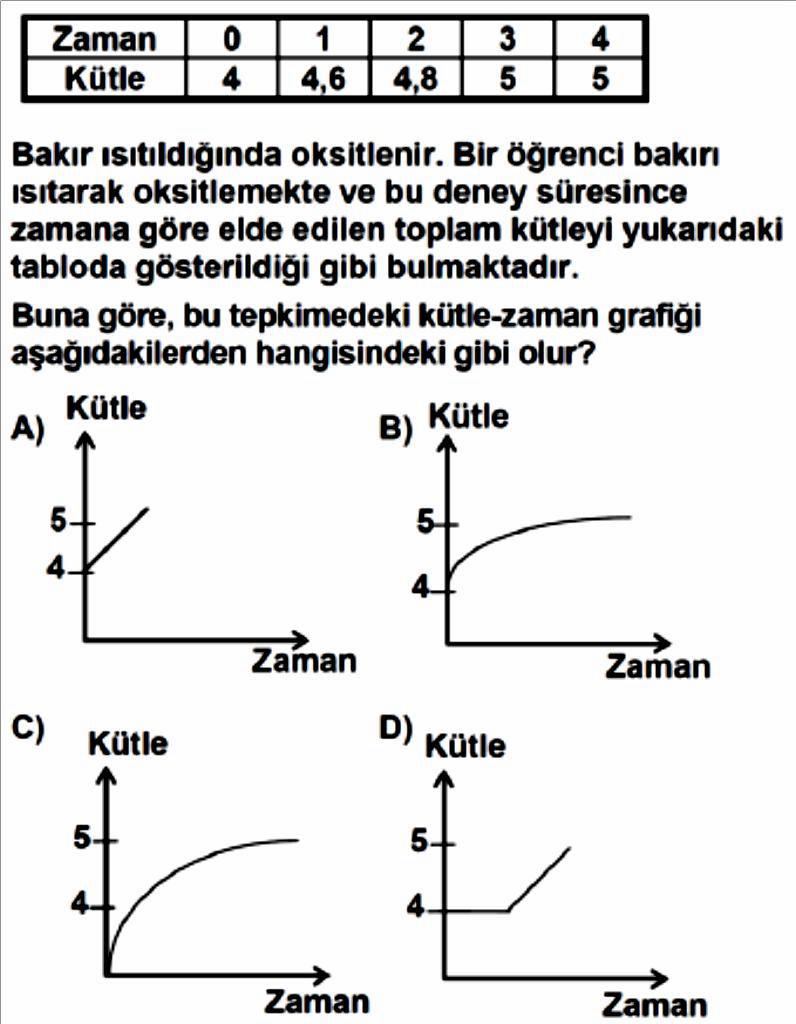 Zaman 0 1 2 3 4
Kütle 4 4,6 4,8 5 5
Bakır ısıtıldığında oksitlenir. Bir öğrenci bakırı
ısıtarak oksitlemekte ve bu deney süresince
zamana göre elde edilen toplam kütleyi yukarıdaki
tabloda gösterildiği gibi bulmaktadır.
Buna göre, bu tepkimedeki kütle-zaman grafiği
aşağıdakilerden hangisindeki gibi olur?
A) Kütle
5
4
Zaman
B) Kütle
5
4
Zaman
C) Kütle
5
4
Zaman
D) Kütle
5
4
Zaman